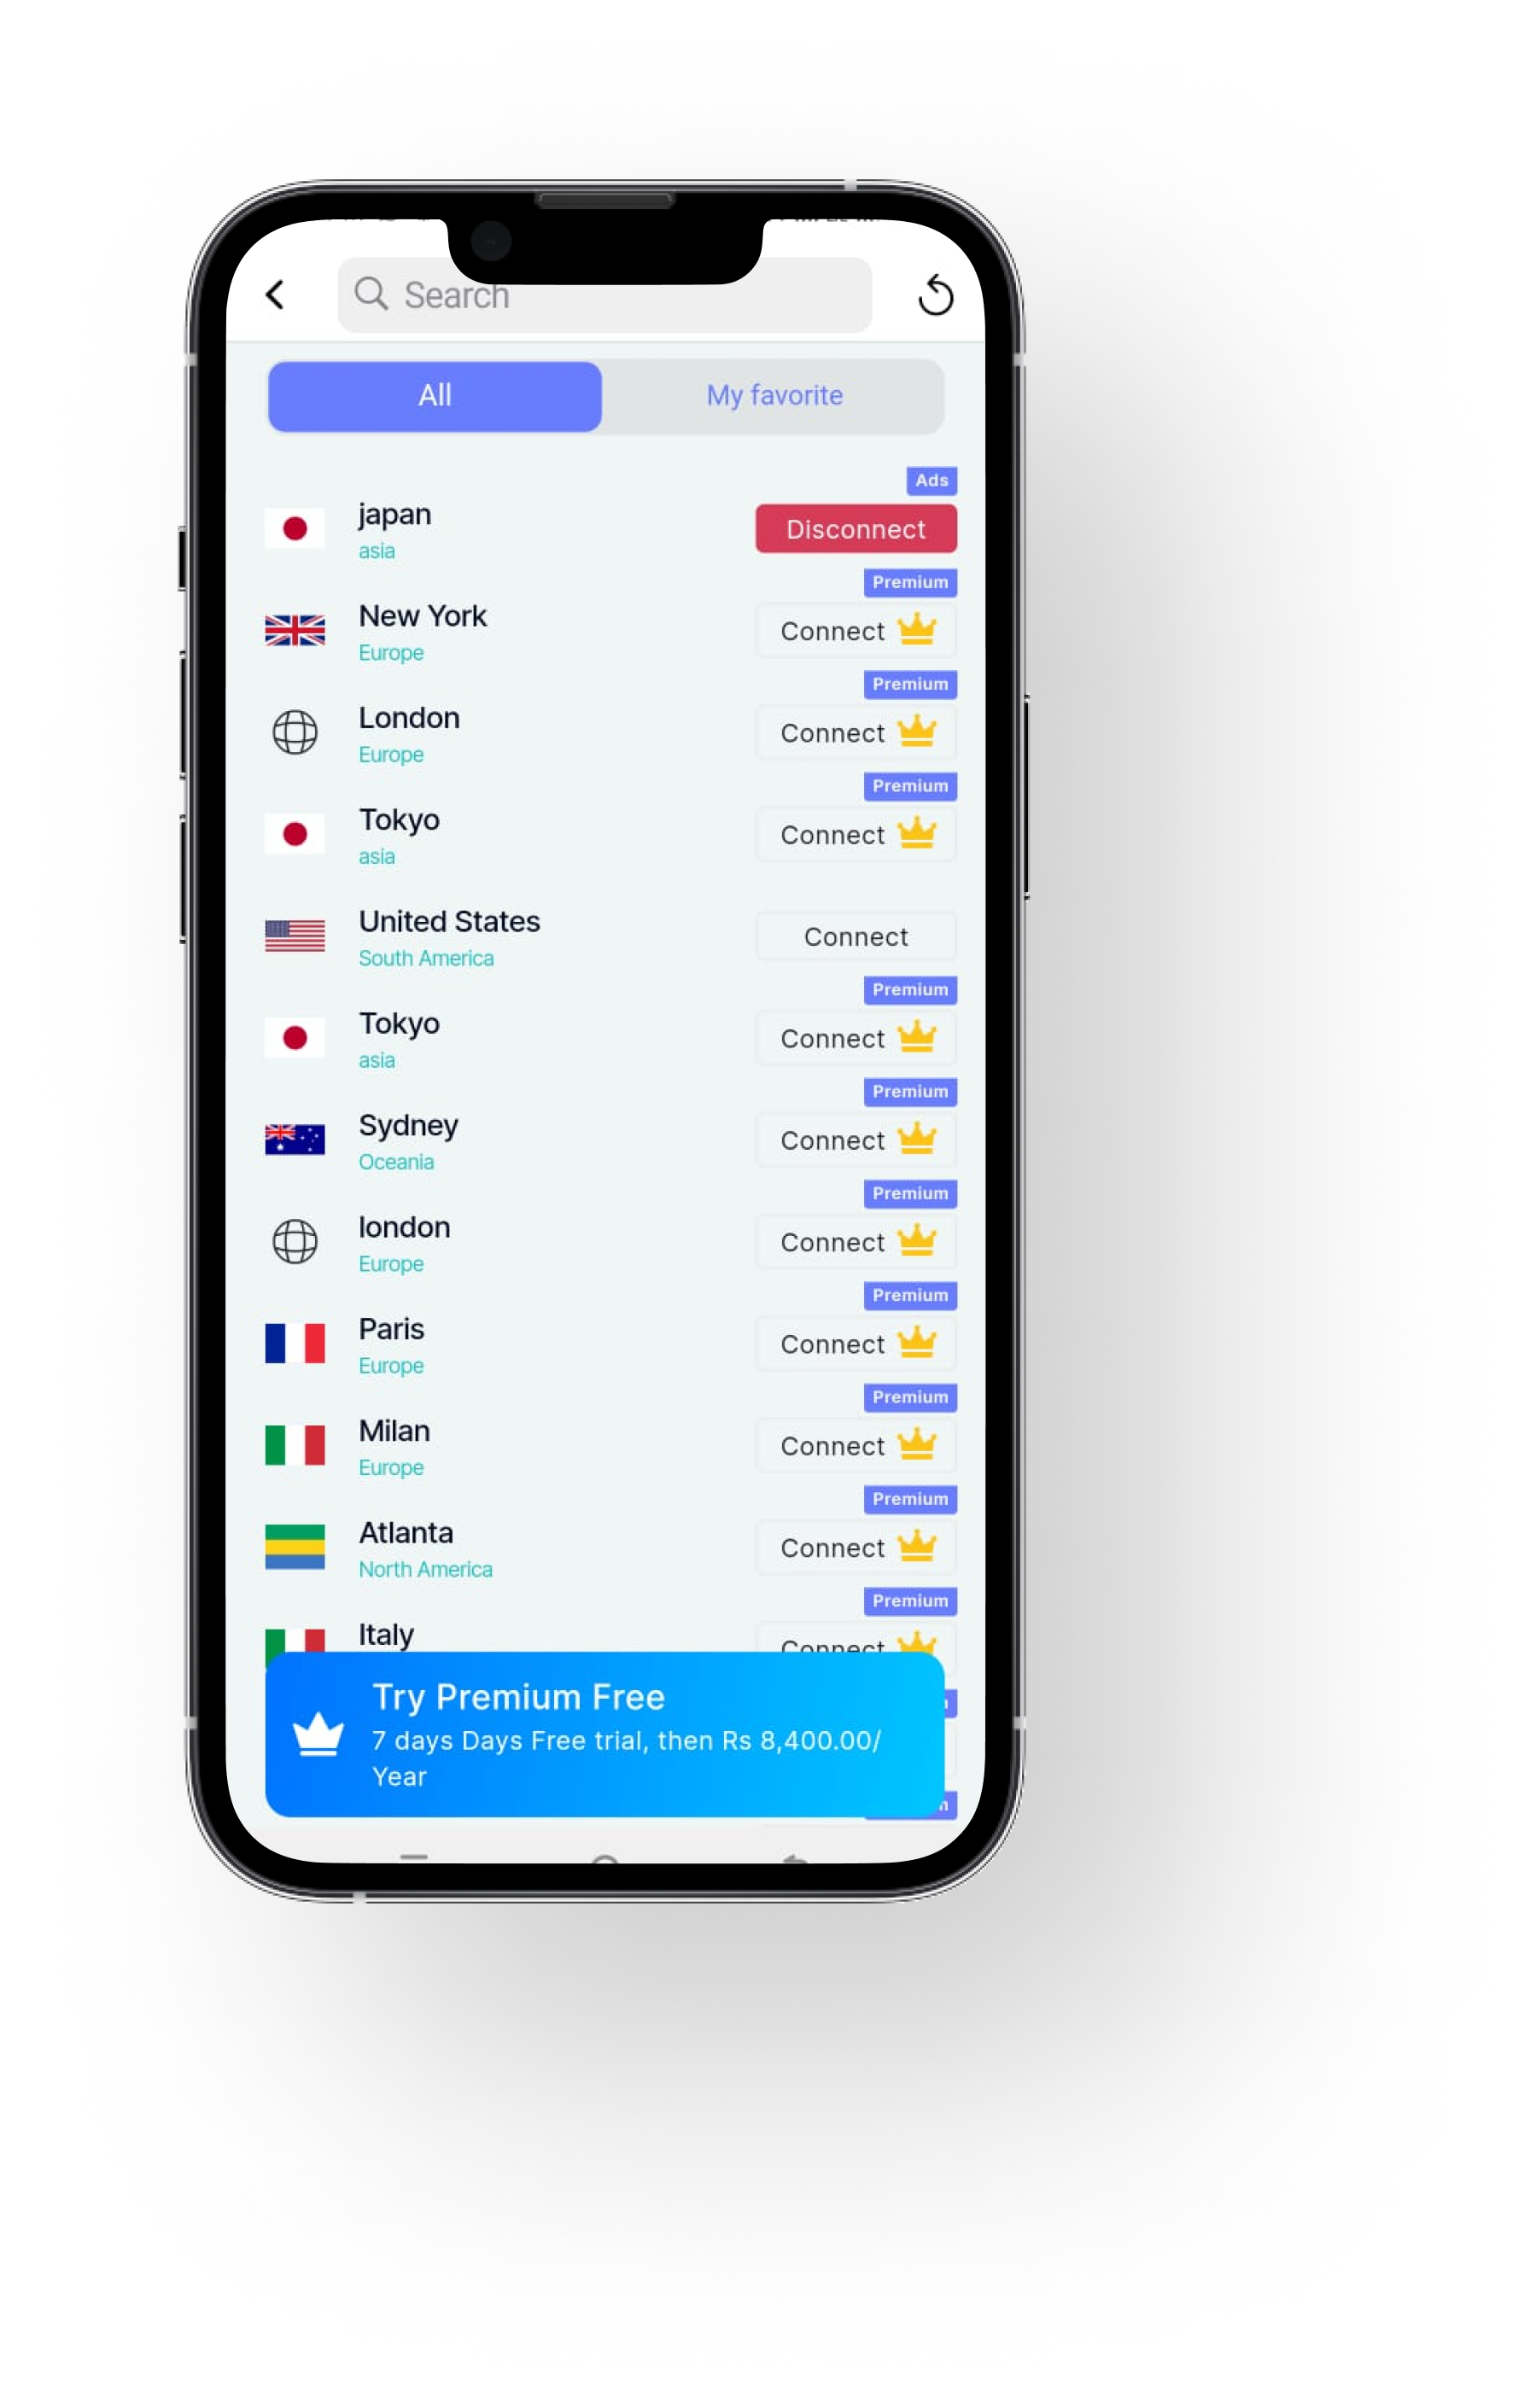 Search
All
My favorite
Ads
japan
asia
Disconnect
Premium
New York
Europe
Connect
Premium
London
Europe
Connect
Premium
Tokyo
asia
Connect
United States
South America
Connect
Premium
Tokyo
asia
Connect
Premium
Sydney
Oceania
Connect
Premium
london
Europe
Connect
Premium
Paris
Europe
Connect
Premium
Milan
Europe
Connect
Premium
Atlanta
North America
Connect
Premium
Italy
Connect
Try Premium Free
7 days Days Free trial, then Rs 8,400.00/
Year